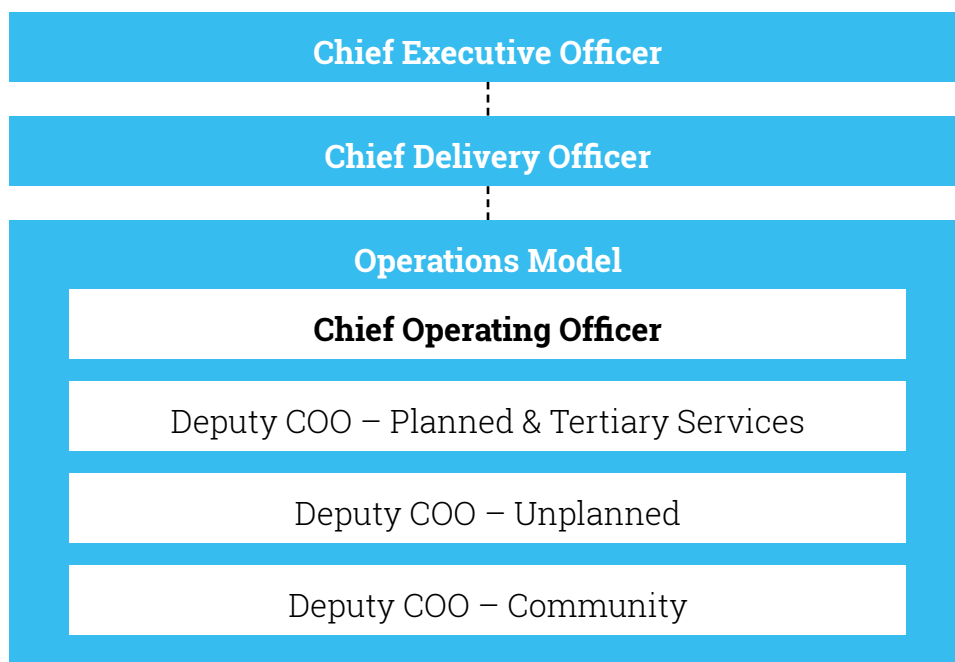 Chief Executive Officer
Chief Delivery Officer
Operations Model
Chief Operating Officer
Deputy COO – Planned & Tertiary Services
Deputy COO – Unplanned
Deputy COO – Community